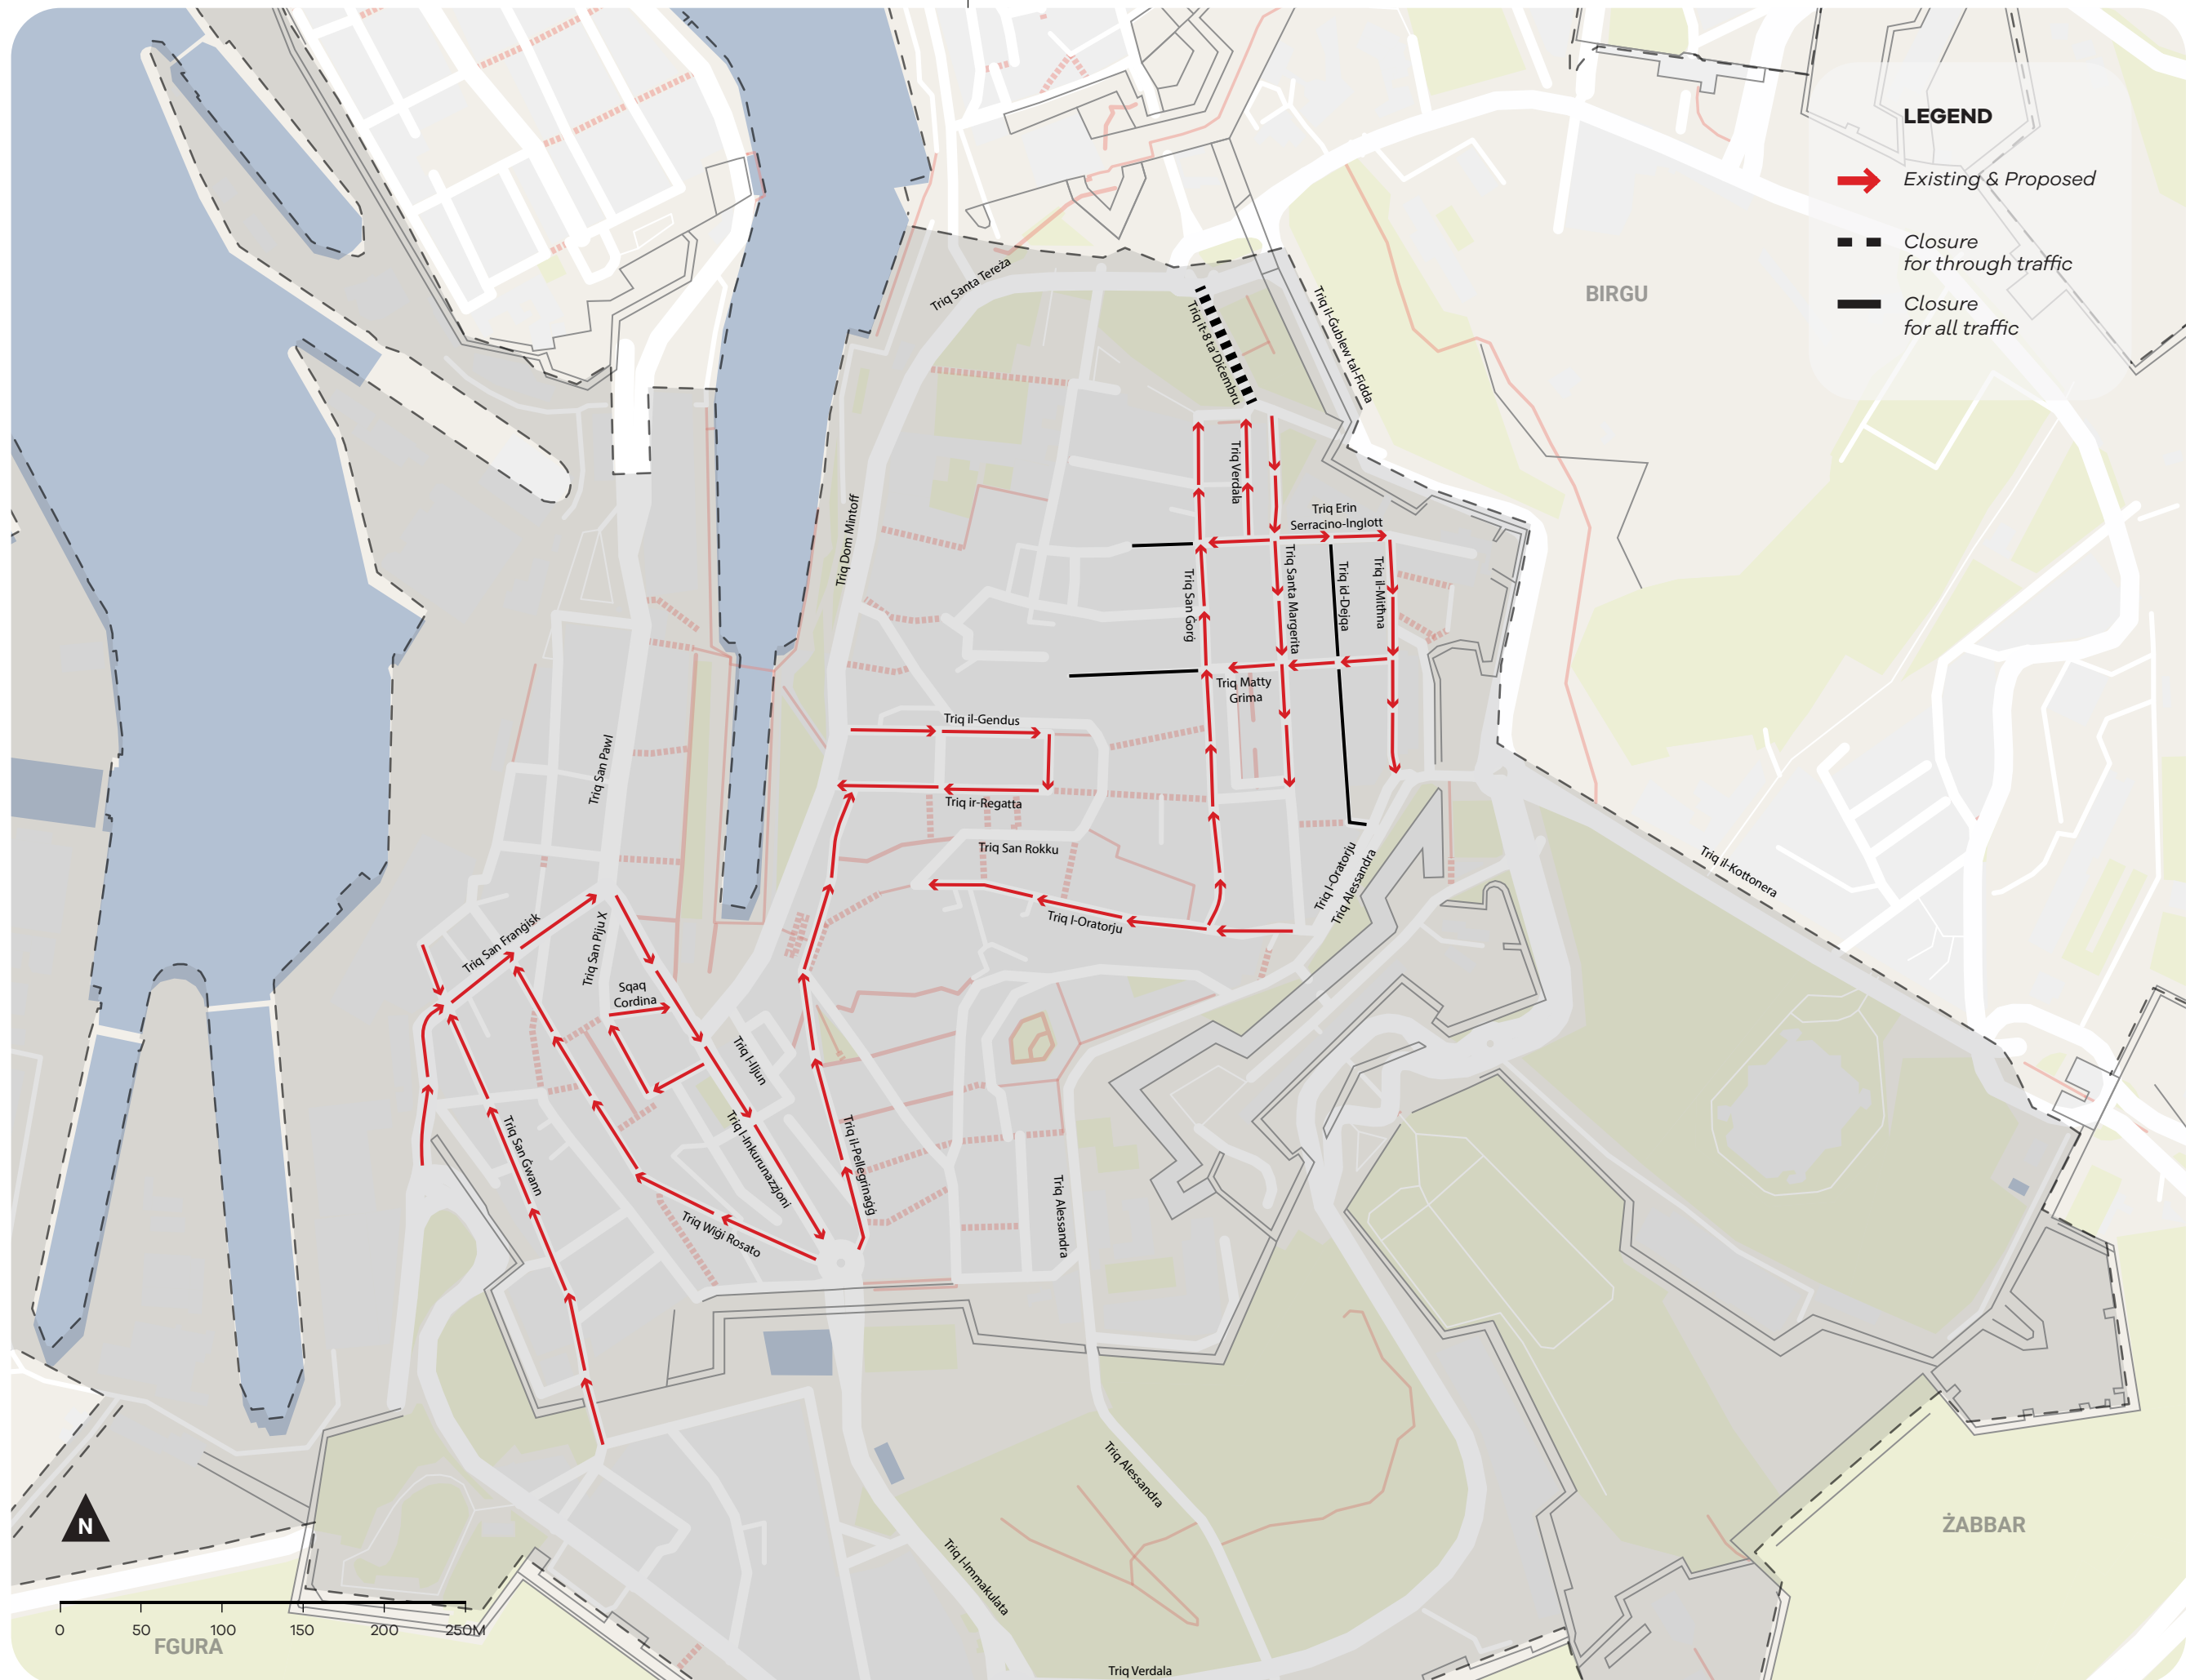 LEGEND
Existing & Proposed
Closure
for through traffic
Closure
for all traffic
BIRGU
Triq Santa Tereża
Triq it-8 ta' Diċembru
Triq il-Ġublew tal-Fidda
Triq Verdala
Triq Dom Mintoff
Triq Erin
Serracino-Inglott
Triq San Ġorġ
Triq Santa Margerita
Triq id-Dejqa
Triq il-Mitħna
Triq Matty
Grima
Triq il-Gendus
Triq San Pawl
Triq ir-Regatta
Triq San Rokku
Triq l-Oratorju
Triq Alessandra
Triq il-Kottonera
Triq l-Oratorju
Triq San Franġisk
Triq San Piju X
Sqaq
Cordina
Triq l-Iljun
Triq San Ġwann
Triq l-Inkurunazzjoni
Triq il-Pellegrinaġġ
Triq Wiġi Rosato
Triq Alessandra
Triq Alessandra
Triq l-Immakulata
Triq Verdala
ŻABBAR
N
0 50 100 150 200 250M
FGURA